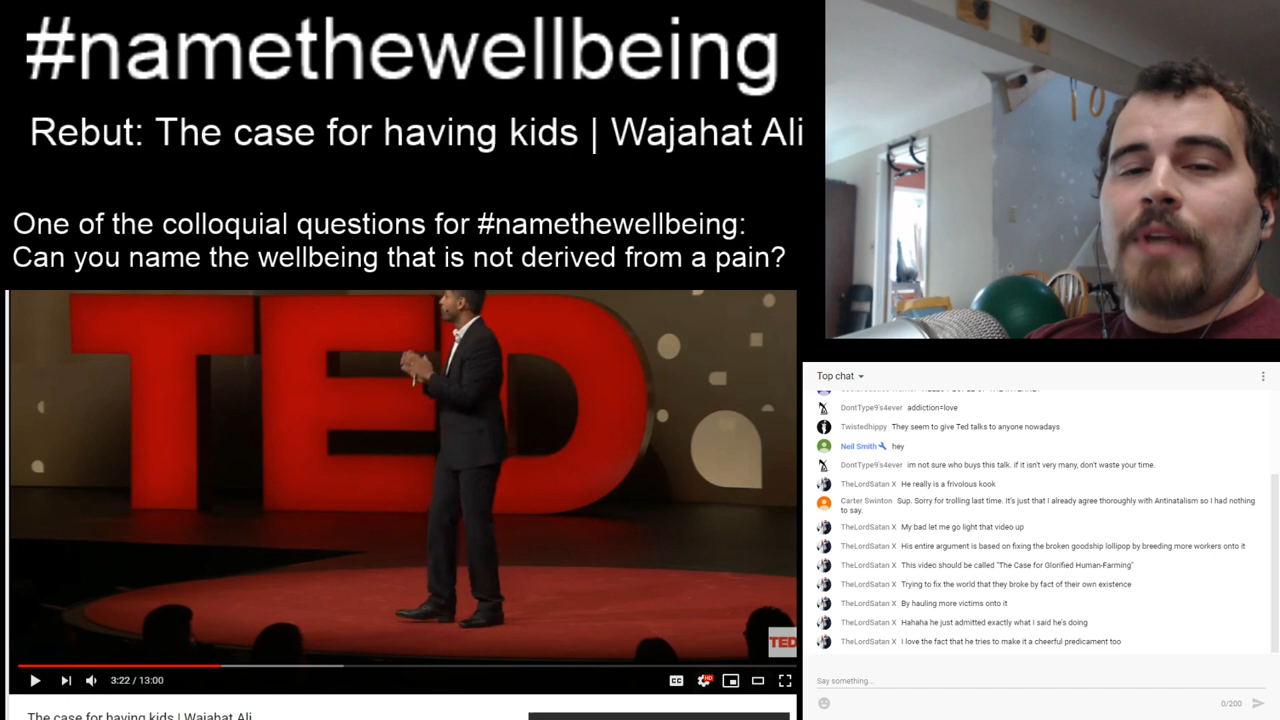 #namethewellbeing
Rebut: The case for having kids | Wajahat Ali
One of the colloquial questions for #namethewellbeing:
Can you name the wellbeing that is not derived from a pain?
TED
TED
3:22 / 13:00
CC
HD
The case for having kids | Wajahat Ali
Top chat
DontType9's4ever addiction=love
Twistedhippy They seem to give Ted talks to anyone nowadays
Neil Smith hey
DontType9's4ever im not sure who buys this talk. if it isn't very many, don't waste your time.
TheLordSatan X He really is a frivolous kook
Carter Swinton Sup. Sorry for trolling last time. It's just that I already agree thoroughly with Antinatalism so I had nothing
to say.
TheLordSatan X My bad let me go light that video up
TheLordSatan X His entire argument is based on fixing the broken goodship lollipop by breeding more workers onto it
TheLordSatan X This video should be called "The Case for Glorified Human-Farming"
TheLordSatan X Trying to fix the world that they broke by fact of their own existence
TheLordSatan X By hauling more victims onto it
TheLordSatan X Hahaha he just admitted exactly what I said he's doing
TheLordSatan X I love the fact that he tries to make it a cheerful predicament too
Say something...
0/200